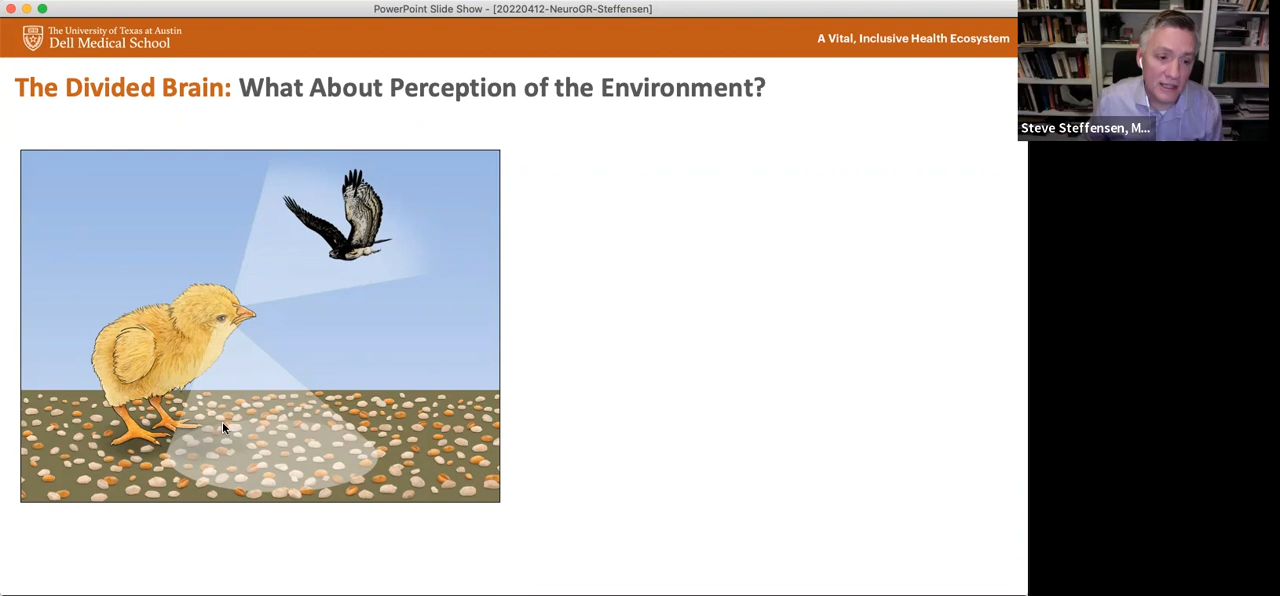 PowerPoint Slide Show - [20220412-NeuroGR-Steffensen]
The University of Texas at Austin
Dell Medical School
A Vital, Inclusive Health Ecosystem
The Divided Brain: What About Perception of the Environment?
Steve Steffensen, M...